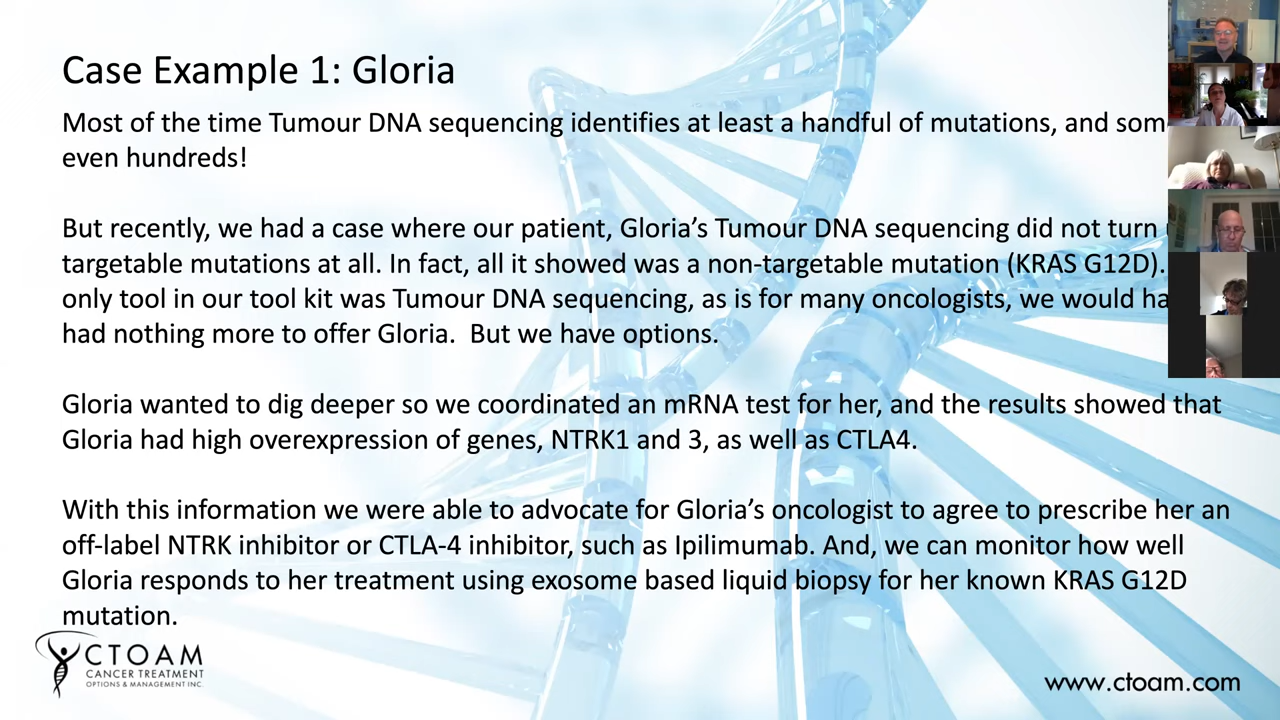 Case Example 1: Gloria
Most of the time Tumour DNA sequencing identifies at least a handful of mutations, and
even hundreds!
But recently, we had a case where our patient, Gloria's Tumour DNA sequencing did not turn
targetable mutations at all. In fact, all it showed was a non-targetable mutation (KRAS G12D).
only tool in our tool kit was Tumour DNA sequencing, as is for many oncologists, we would
had nothing more to offer Gloria.  But we have options.
Gloria wanted to dig deeper so we coordinated an mRNA test for her, and the results showed that
Gloria had high overexpression of genes, NTRK1 and 3, as well as CTLA4.
With this information we were able to advocate for Gloria's oncologist to agree to prescribe her an
off-label NTRK inhibitor or CTLA-4 inhibitor, such as Ipilimumab. And, we can monitor how well
Gloria responds to her treatment using exosome based liquid biopsy for her known KRAS G12D
mutation.
CTOAM
CANCER TREATMENT
OPTIONS & MANAGEMENT INC.
www.ctoam.com